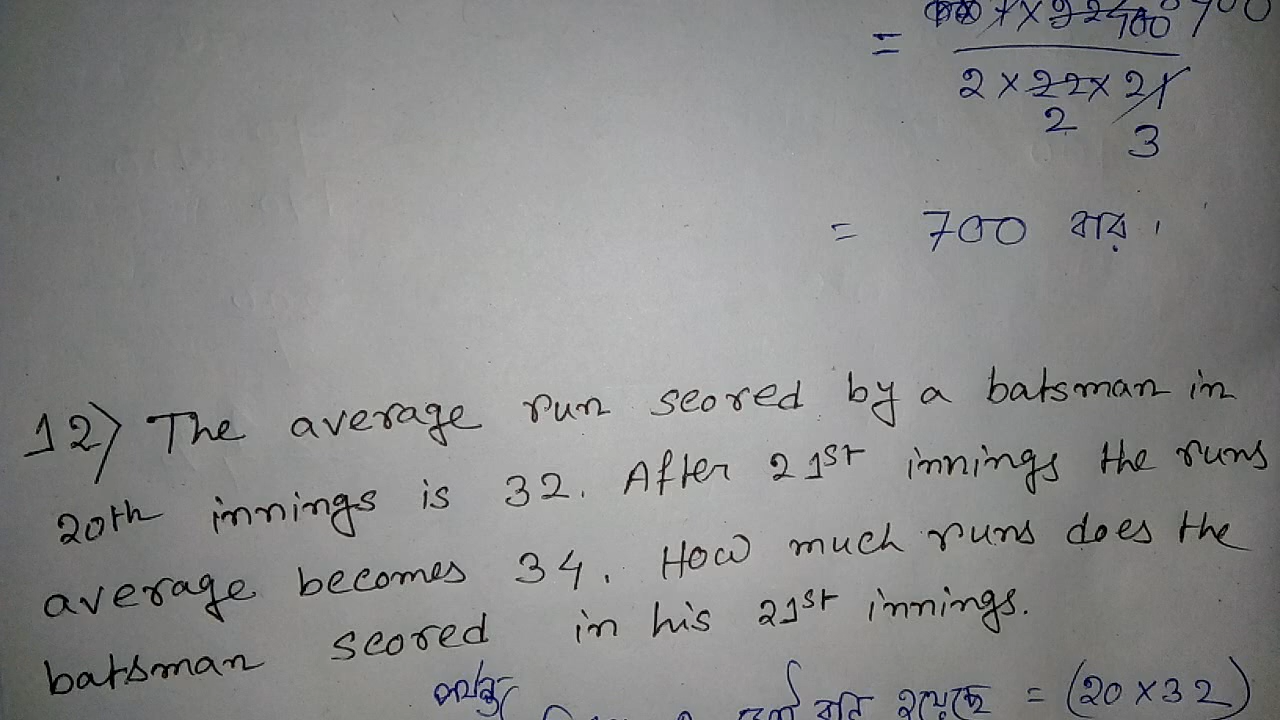 700
=
2 × 22 × 21
2 3
= 700 বার।
12) The average run scored by a batsman in
20th innings is 32. After 21st innings the runs
average becomes 34. How much runs does the
batsman scored in his 21st innings.
= (20 × 32)